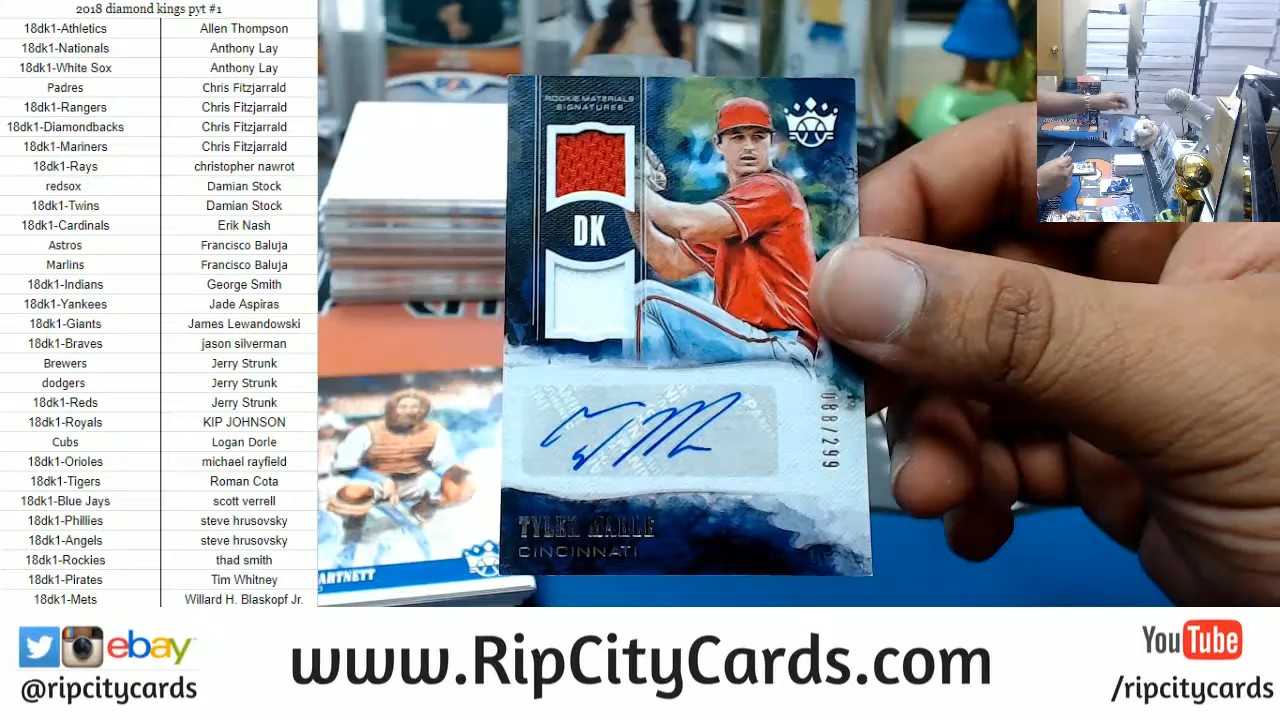 2018 diamond kings pyt #1
18dk1-Athletics Allen Thompson
18dk1-Nationals Anthony Lay
18dk1-White Sox Anthony Lay
Padres Chris Fitzjarrald
18dk1-Rangers Chris Fitzjarrald
18dk1-Diamondbacks Chris Fitzjarrald
18dk1-Mariners Chris Fitzjarrald
18dk1-Rays christopher nawrot
redsox Damian Stock
18dk1-Twins Damian Stock
18dk1-Cardinals Erik Nash
Astros Francisco Baluja
Marlins Francisco Baluja
18dk1-Indians George Smith
18dk1-Yankees Jade Aspiras
18dk1-Giants James Lewandowski
18dk1-Braves jason silverman
Brewers Jerry Strunk
dodgers Jerry Strunk
18dk1-Reds Jerry Strunk
18dk1-Royals KIP JOHNSON
Cubs Logan Dorle
18dk1-Orioles michael rayfield
18dk1-Tigers Roman Cota
18dk1-Blue Jays scott verrell
18dk1-Phillies steve hrusovsky
18dk1-Angels steve hrusovsky
18dk1-Rockies thad smith
18dk1-Pirates Tim Whitney
18dk1-Mets Willard H. Blaskopf Jr.
ROOKIE MATERIALS
SIGNATURES
DK
088/299
TYLER MAHLE
CINCINNATI
ARTNETT
ebay
@ripcitycards
www.RipCityCards.com
YouTube
/ripcitycards